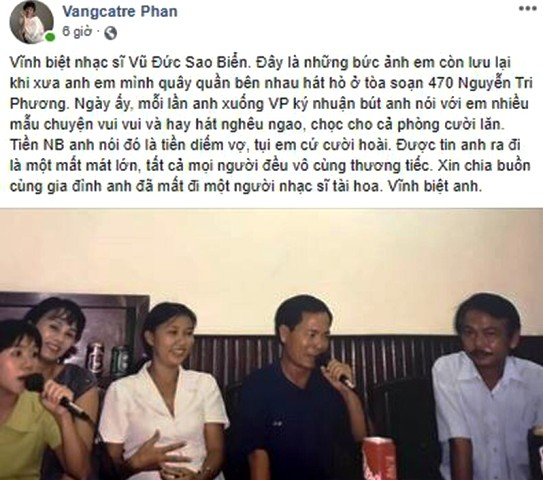 Vangcatre Phan
6 giờ ·
Vĩnh biệt nhạc sĩ Vũ Đức Sao Biển. Đây là những bức ảnh em còn lưu lại
khi xưa anh em mình quây quần bên nhau hát hò ở tòa soạn 470 Nguyễn Tri
Phương. Ngày ấy, mỗi lần anh xuống VP ký nhuận bút anh nói với em nhiều
mẫu chuyện vui vui và hay hát nghêu ngao, chọc cho cả phòng cười lăn.
Tiền NB anh nói đó là tiền diếm vợ, tụi em cứ cười hoài. Được tin anh ra đi
là một mất mát lớn, tất cả mọi người đều vô cùng thương tiếc. Xin chia buồn
cùng gia đình anh đã mất đi một người nhạc sĩ tài hoa. Vĩnh biệt anh.